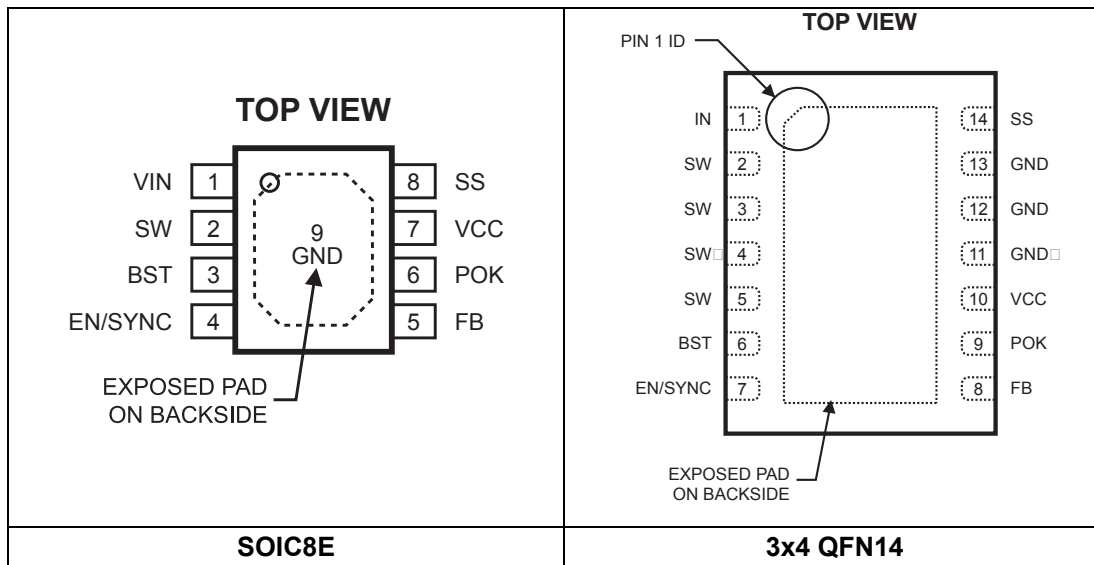 TOP VIEW
VIN 1 8 SS
SW 2 7 VCC
BST 3 6 POK
EN/SYNC 4 5 FB
9
GND
EXPOSED PAD
ON BACKSIDE
SOIC8E
TOP VIEW
PIN 1 ID
IN 1 14 SS
SW 2 13 GND
SW 3 12 GND
SW□ 4 11 GND□
SW 5 10 VCC
BST 6 9 POK
EN/SYNC 7 8 FB
EXPOSED PAD
ON BACKSIDE
3x4 QFN14